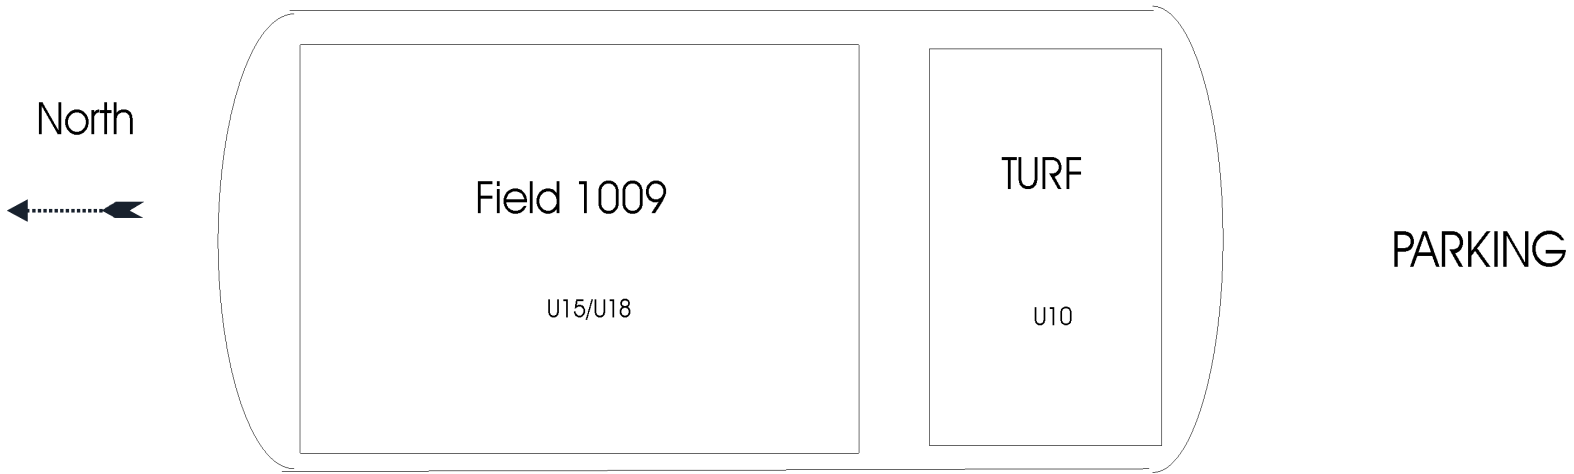 North
Field 1009
U15/U18
TURF
U10
PARKING